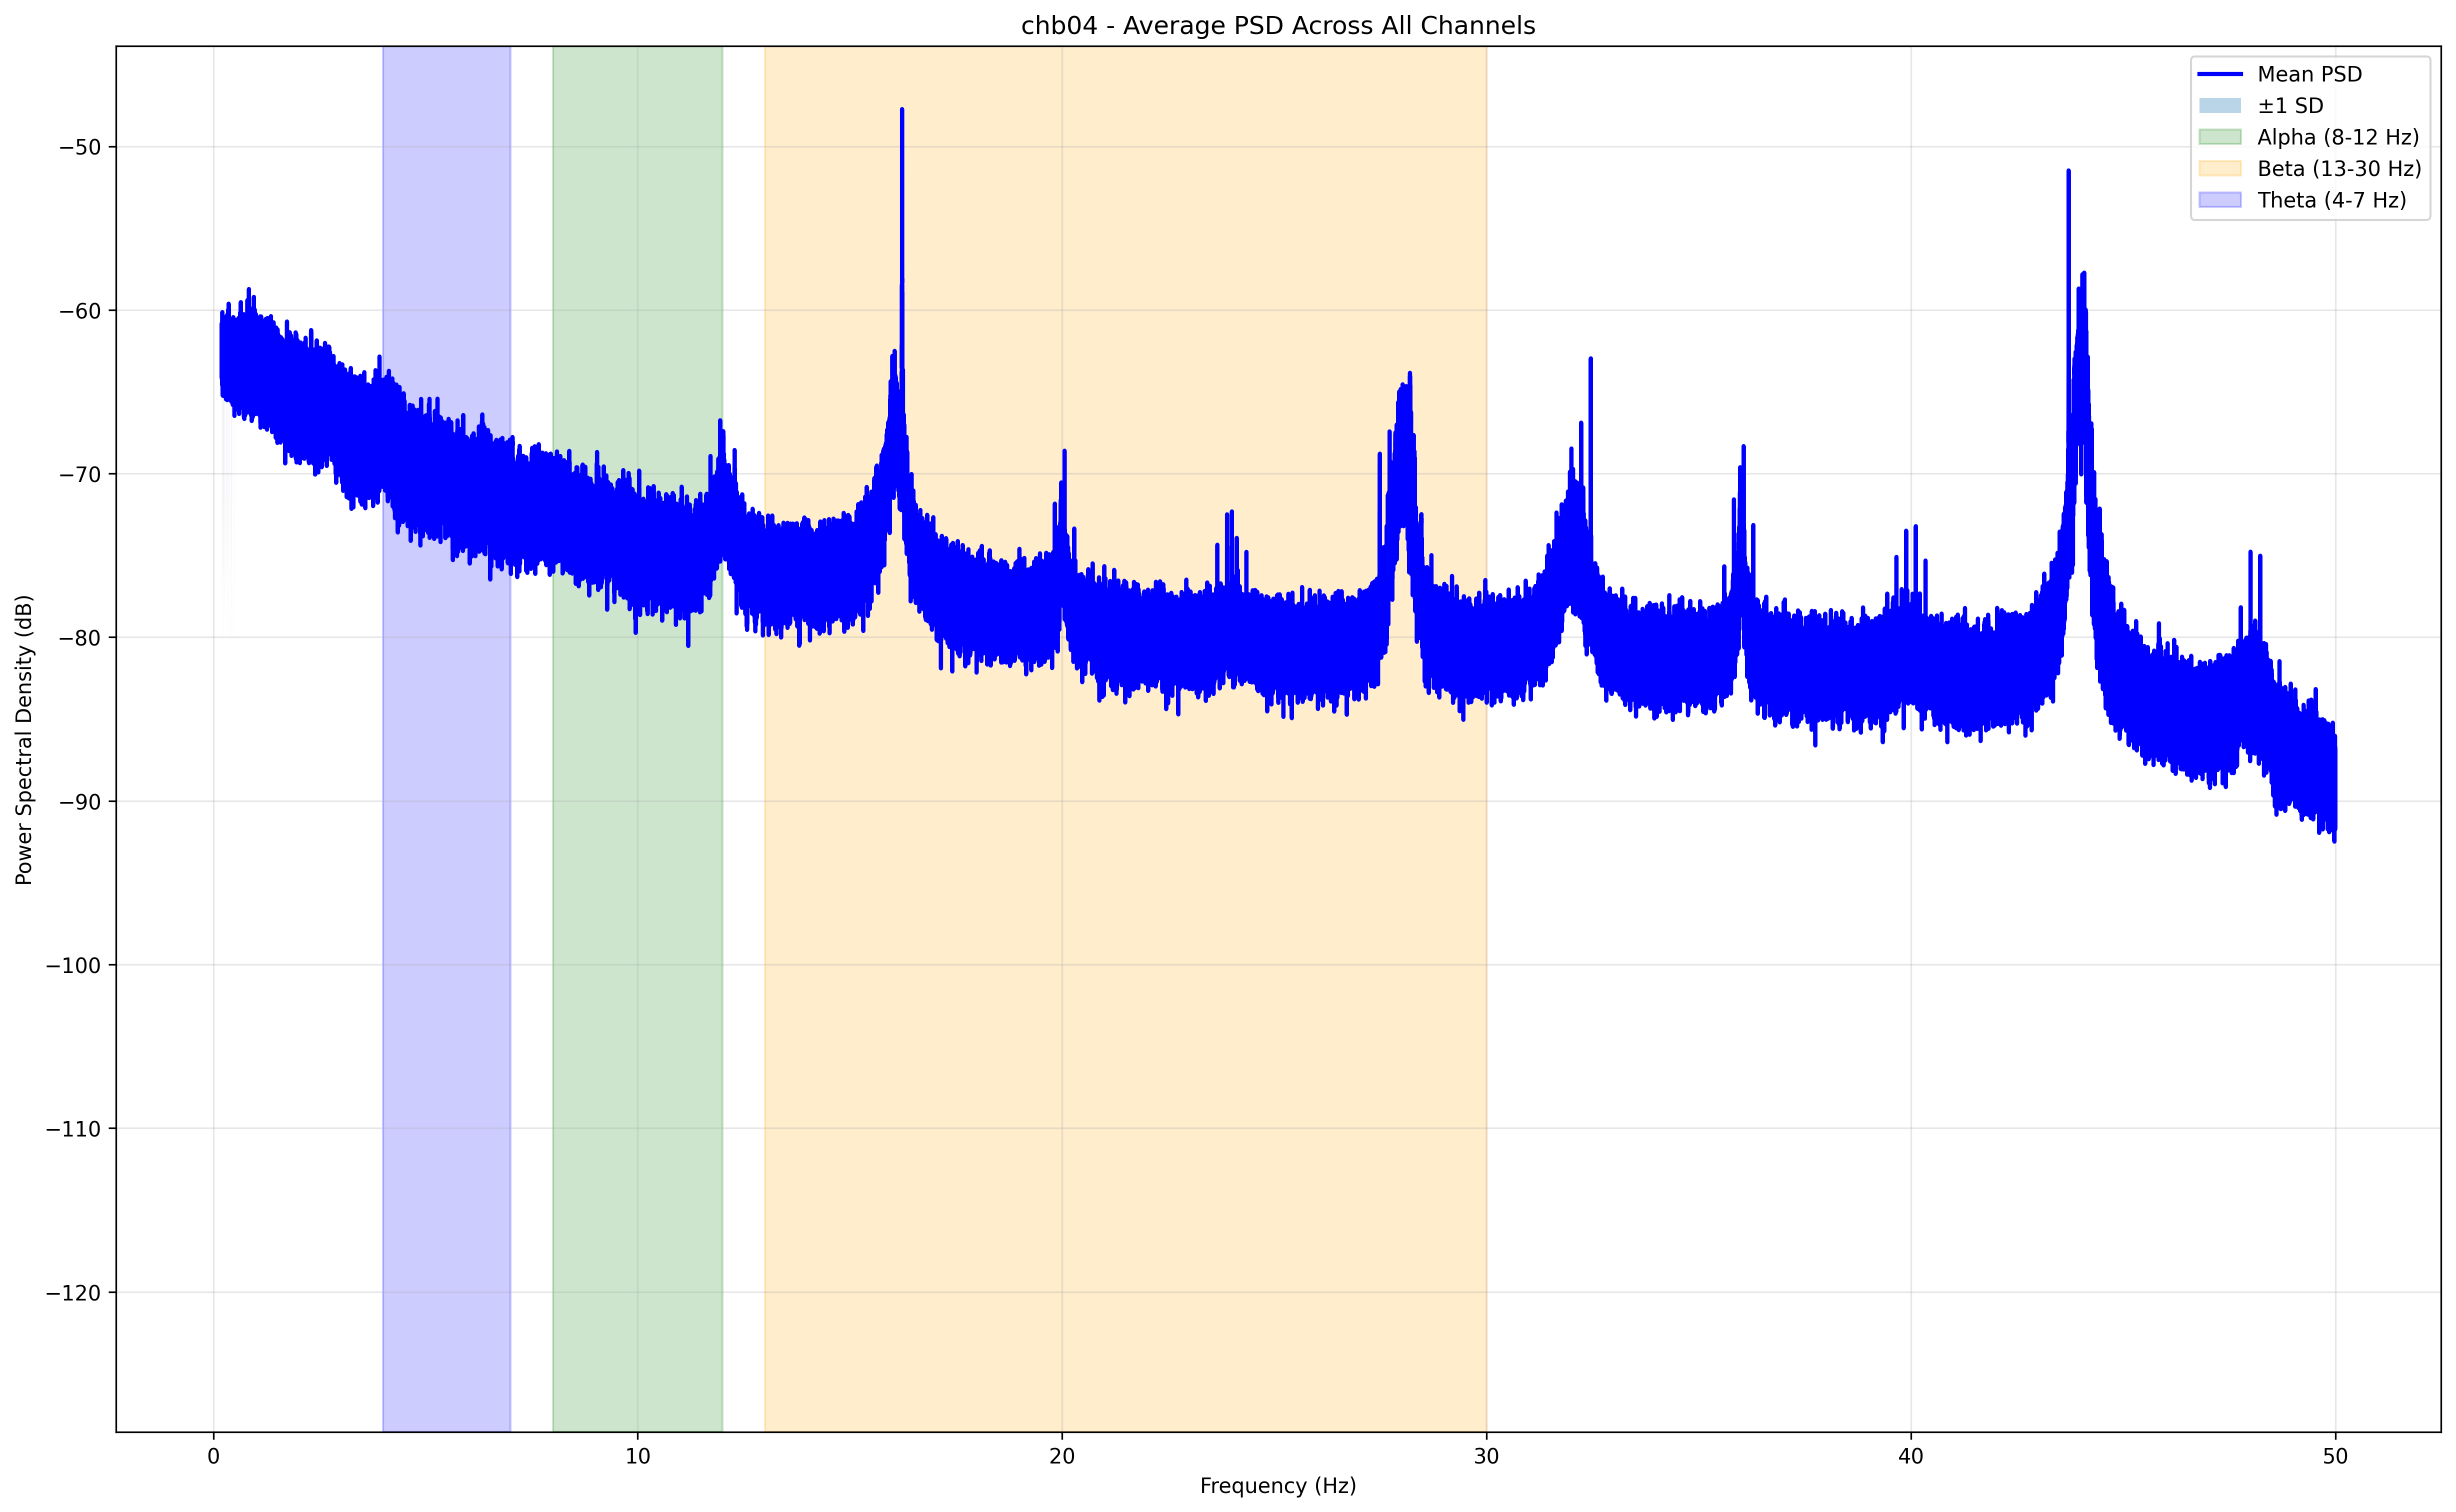 chb04 - Average PSD Across All Channels
Mean PSD
±1 SD
Alpha (8-12 Hz)
Beta (13-30 Hz)
Theta (4-7 Hz)
Power Spectral Density (dB)
−50
−60
−70
−80
−90
−100
−110
−120
0
10
20
30
40
50
Frequency (Hz)